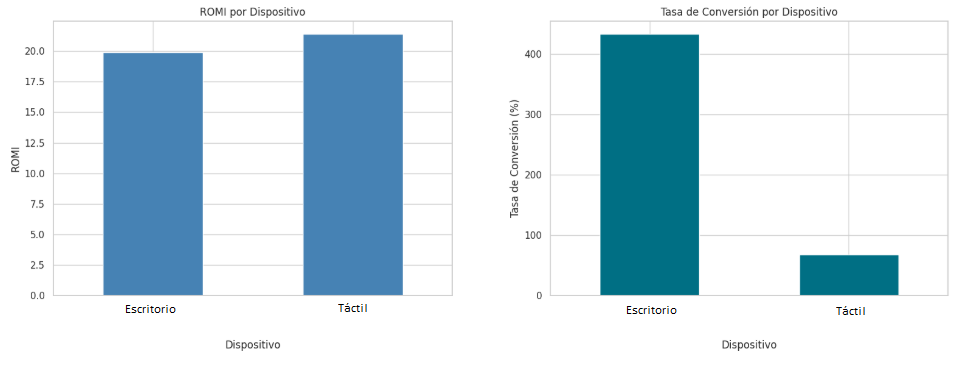 ROMI por Dispositivo
20.0
17.5
15.0
12.5
10.0
7.5
5.0
2.5
0.0
ROMI
Escritorio
Táctil
Dispositivo
Tasa de Conversión por Dispositivo
400
300
200
100
0
Tasa de Conversión (%)
Escritorio
Táctil
Dispositivo